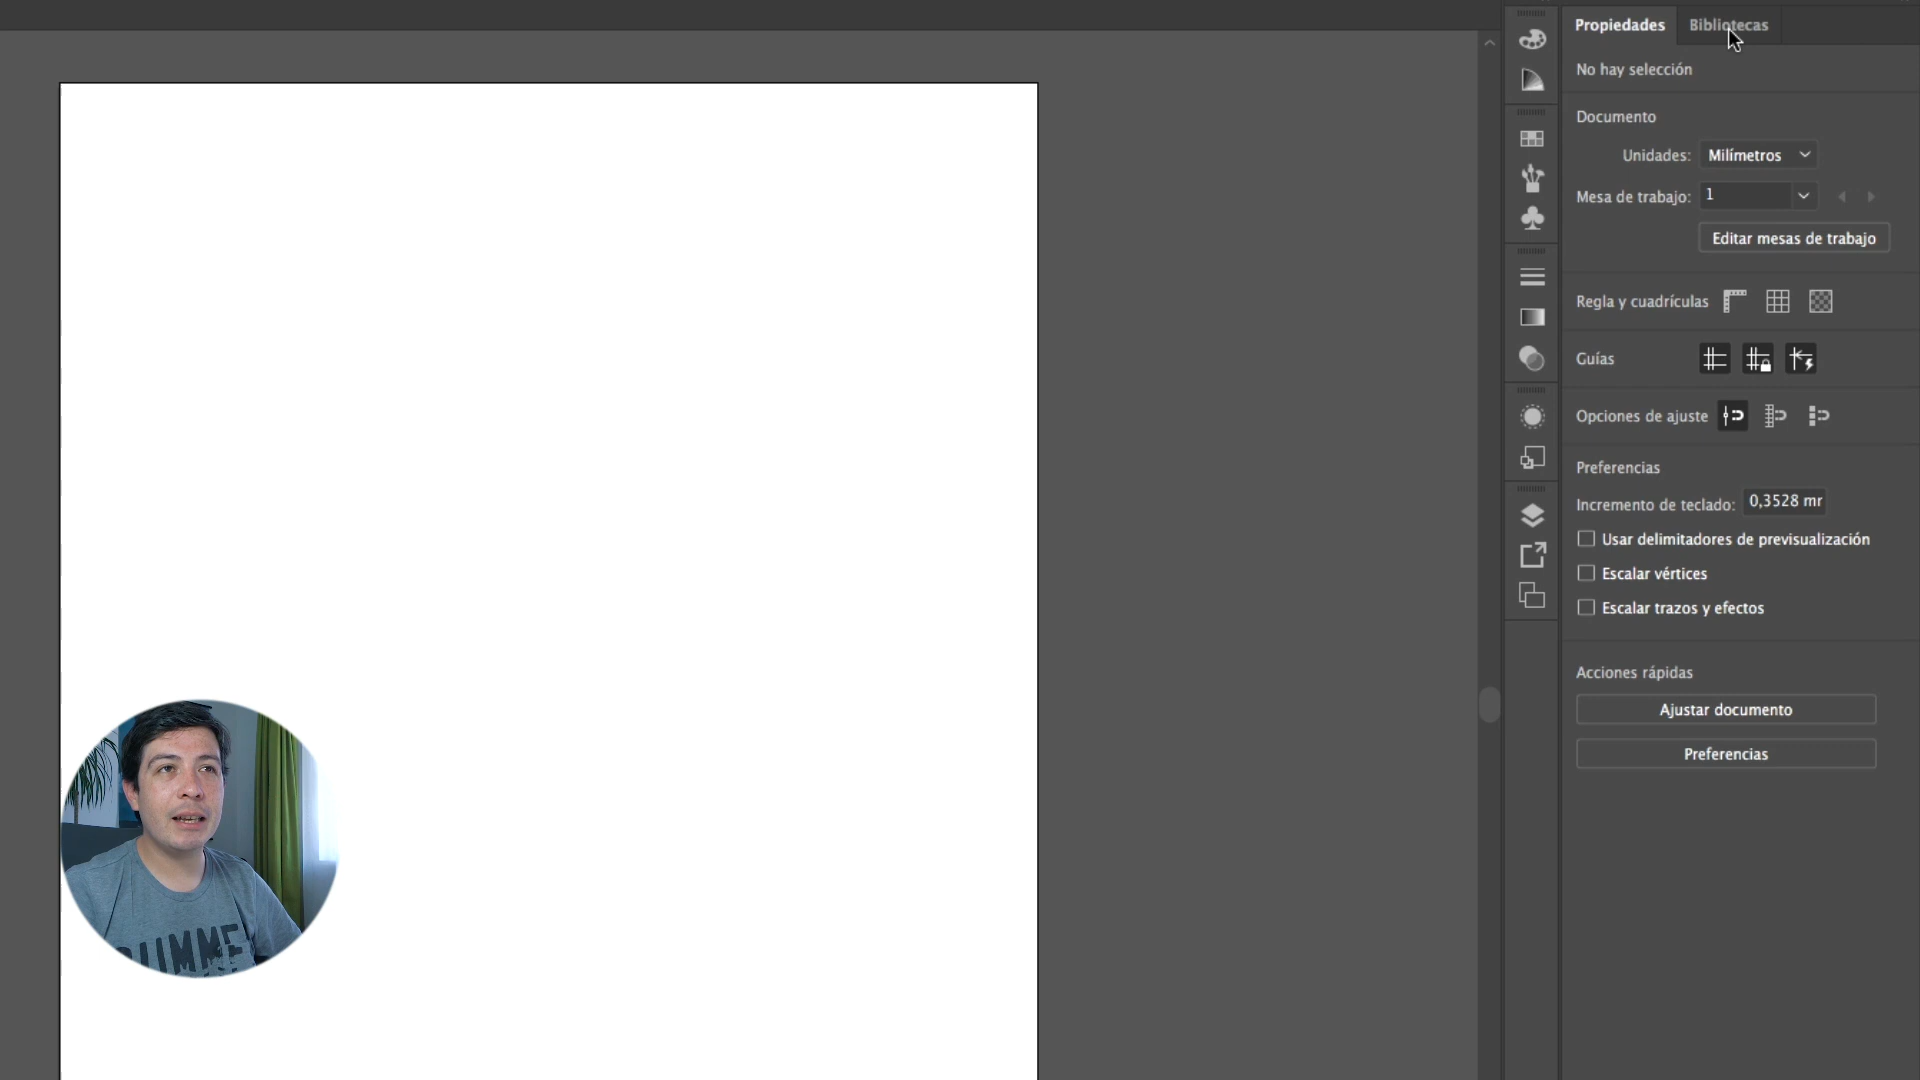 Propiedades Bibliotecas
No hay selección
Documento
Unidades: Milímetros
Mesa de trabajo: 1
Editar mesas de trabajo
Regla y cuadrículas
Guías
Opciones de ajuste
Preferencias
Incremento de teclado: 0,3528 mr
Usar delimitadores de previsualización
Escalar vértices
Escalar trazos y efectos
Acciones rápidas
Ajustar documento
Preferencias